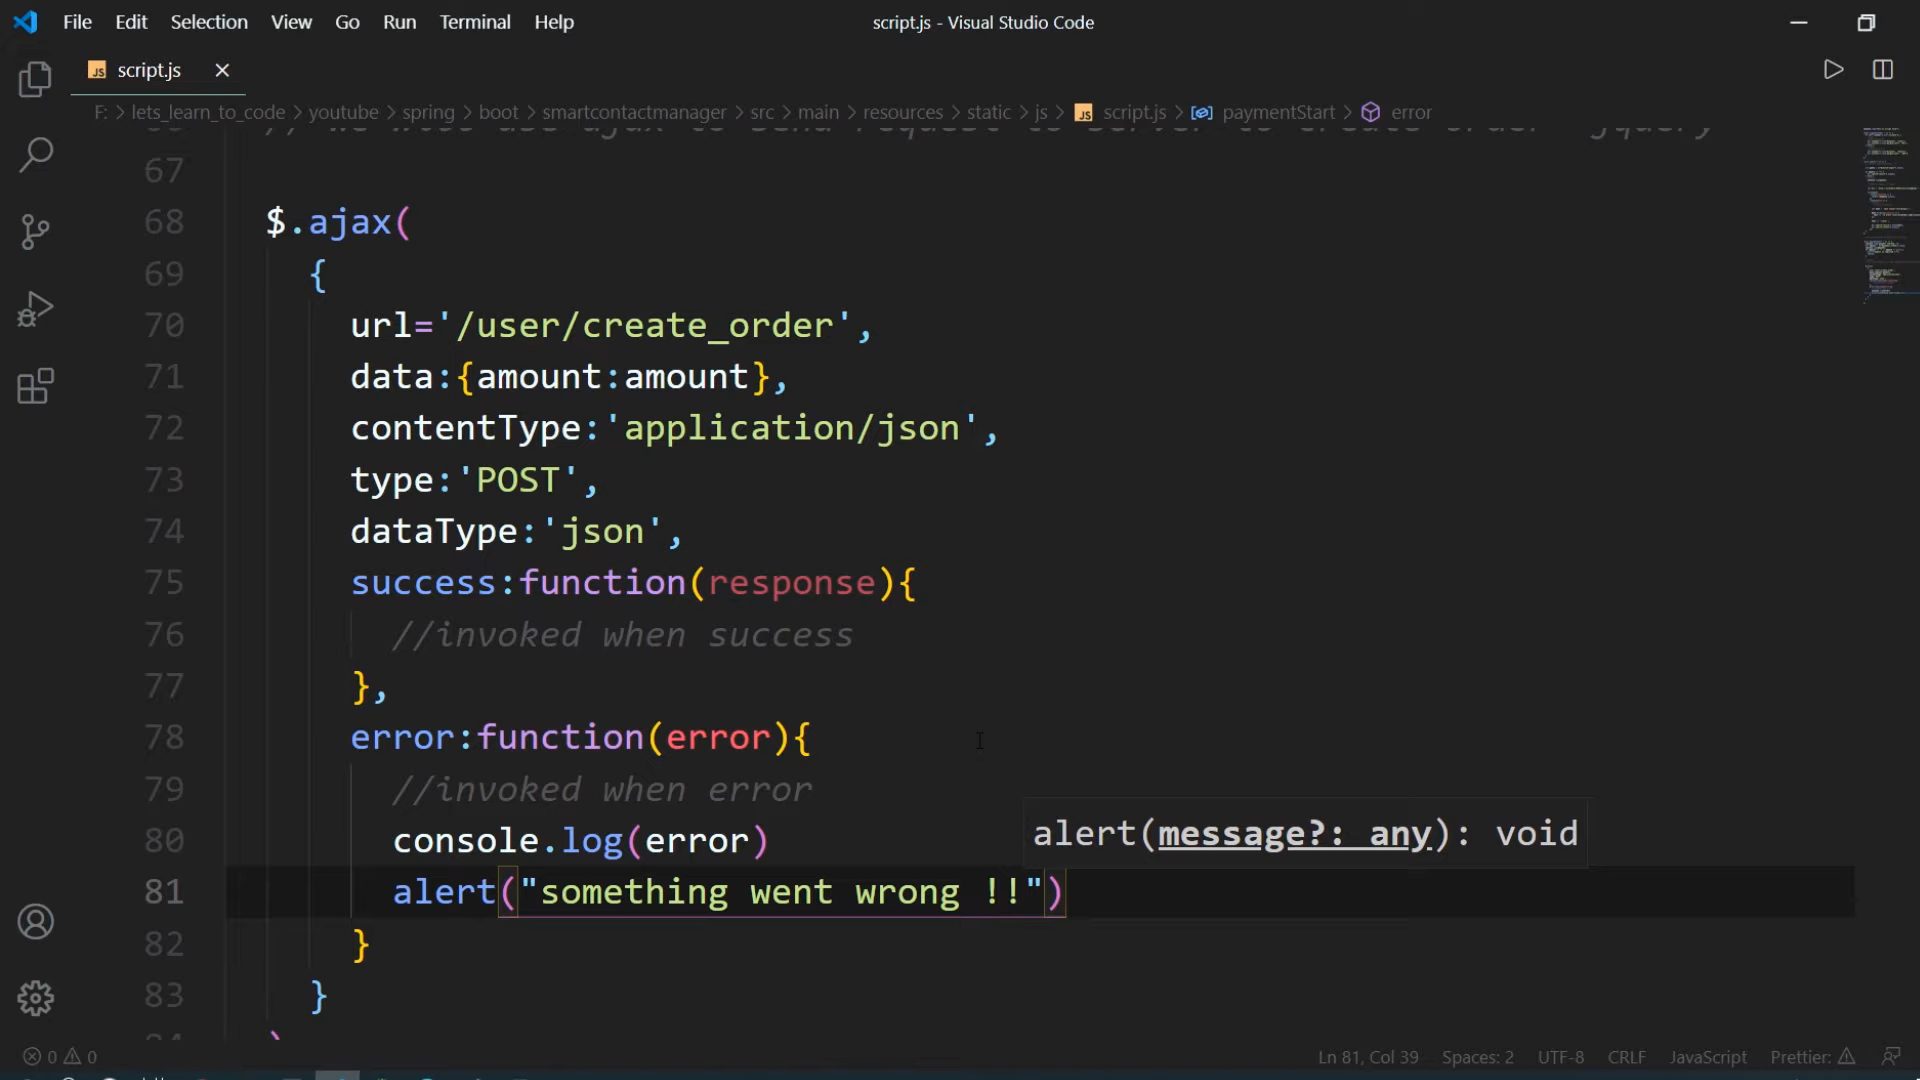 File Edit Selection View Go Run Terminal Help
script.js - Visual Studio Code
JS script.js
F: > lets_learn_to_code > youtube > spring > boot > smartcontactmanager > src > main > resources > static > js > JS script.js > paymentStart > error
67
68 $.ajax(
69 {
70 url='/user/create_order',
71 data:{amount:amount},
72 contentType:'application/json',
73 type:'POST',
74 dataType:'json',
75 success:function(response){
76 //invoked when success
77 },
78 error:function(error){
79 //invoked when error
80 console.log(error)
alert(message?: any): void
81 alert("something went wrong !!")
82 }
83 }
0 0
Ln 81, Col 39 Spaces: 2 UTF-8 CRLF JavaScript Prettier: